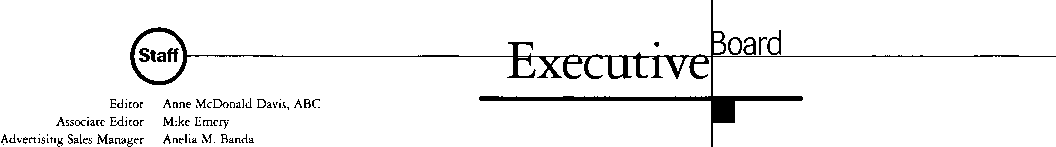 Staff
Executive Board
Editor Anne McDonald Davis, ABC
Associate Editor Mike Emery
Advertising Sales Manager Anelia M. Banda